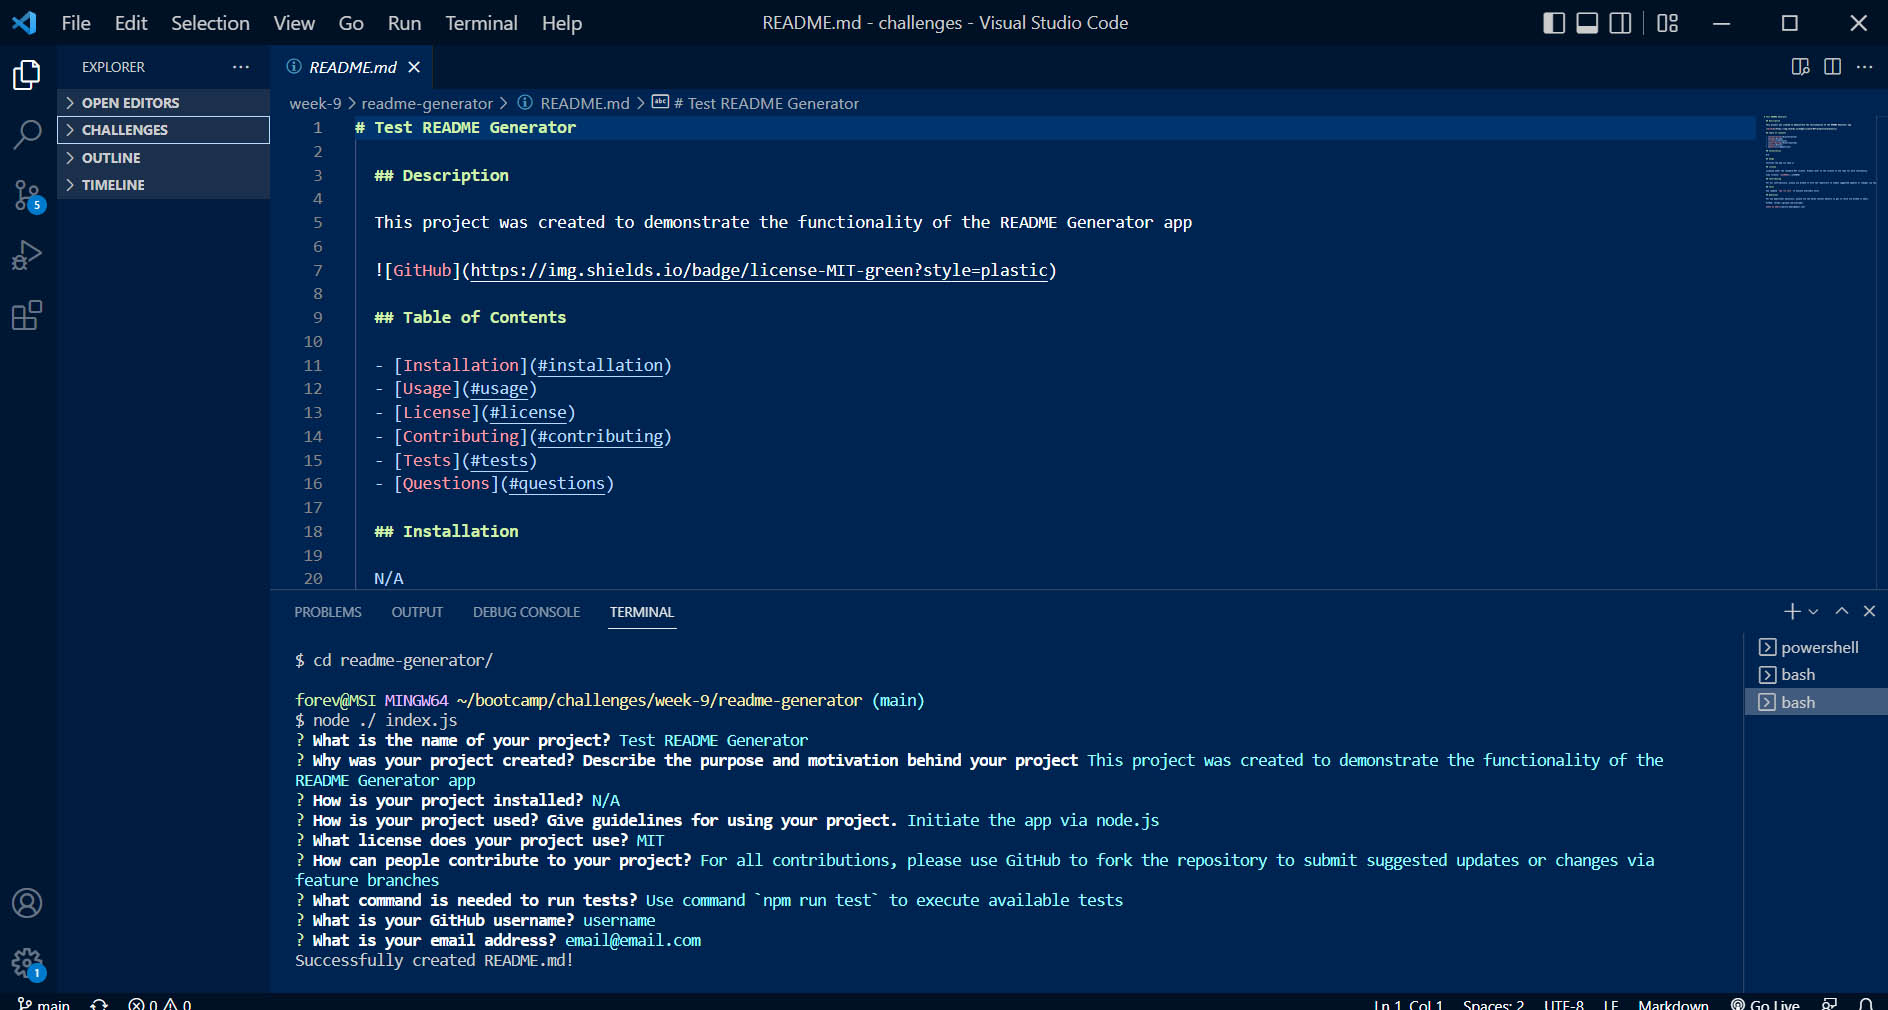 File Edit Selection View Go Run Terminal Help README.md - challenges - Visual Studio Code
EXPLORER
OPEN EDITORS
CHALLENGES
OUTLINE
TIMELINE
5
1
README.md
week-9 > readme-generator > README.md > # Test README Generator
1 # Test README Generator
2
3 ## Description
4
5 This project was created to demonstrate the functionality of the README Generator app
6
7 ![GitHub](https://img.shields.io/badge/license-MIT-green?style=plastic)
8
9 ## Table of Contents
10
11 - [Installation](#installation)
12 - [Usage](#usage)
13 - [License](#license)
14 - [Contributing](#contributing)
15 - [Tests](#tests)
16 - [Questions](#questions)
17
18 ## Installation
19
20 N/A
PROBLEMS OUTPUT DEBUG CONSOLE TERMINAL
powershell
bash
bash
$ cd readme-generator/
forev@MSI MINGW64 ~/bootcamp/challenges/week-9/readme-generator (main)
$ node ./ index.js
? What is the name of your project? Test README Generator
? Why was your project created? Describe the purpose and motivation behind your project This project was created to demonstrate the functionality of the
README Generator app
? How is your project installed? N/A
? How is your project used? Give guidelines for using your project. Initiate the app via node.js
? What license does your project use? MIT
? How can people contribute to your project? For all contributions, please use GitHub to fork the repository to submit suggested updates or changes via
feature branches
? What command is needed to run tests? Use command `npm run test` to execute available tests
? What is your GitHub username? username
? What is your email address? email@email.com
Successfully created README.md!
main 0 0 Ln 1, Col 1 Spaces: 2 UTF-8 LF Markdown Go Live